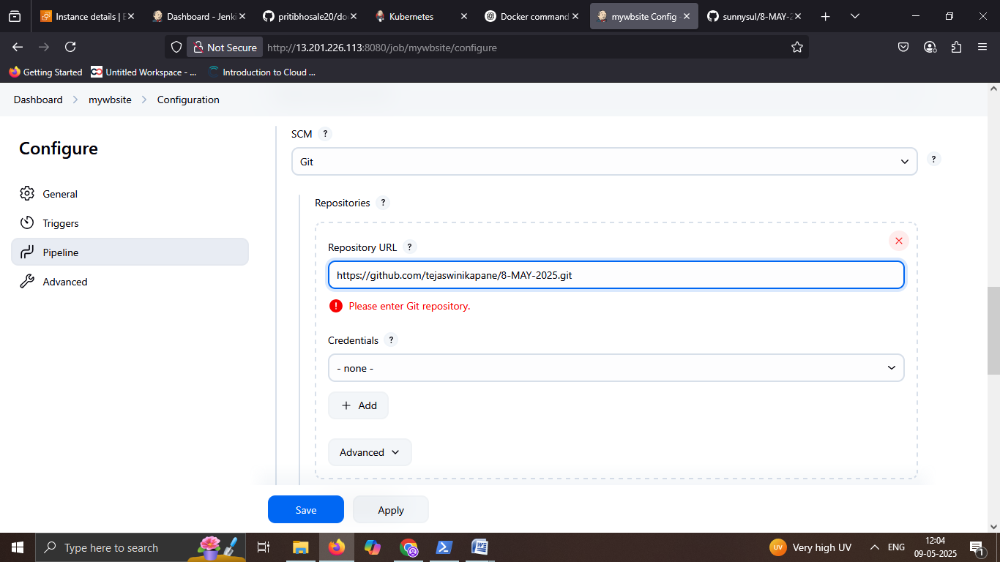 Instance details | E
Dashboard - Jenki
pritibhosale20/do
Kubernetes
Docker command
mywbsite Config -
sunnysul/8-MAY-2
Not Secure
http://13.201.226.113:8080/job/mywbsite/configure
Getting Started
Untitled Workspace - ...
Introduction to Cloud ...
Dashboard
mywbsite
Configuration
Configure
General
Triggers
Pipeline
Advanced
SCM ?
Git
?
Repositories ?
Repository URL ?
https://github.com/tejaswinikapane/8-MAY-2025.git
! Please enter Git repository.
Credentials ?
- none -
+ Add
Advanced
Save
Apply
Type here to search
UV
Very high UV
ENG
12:04
09-05-2025
1